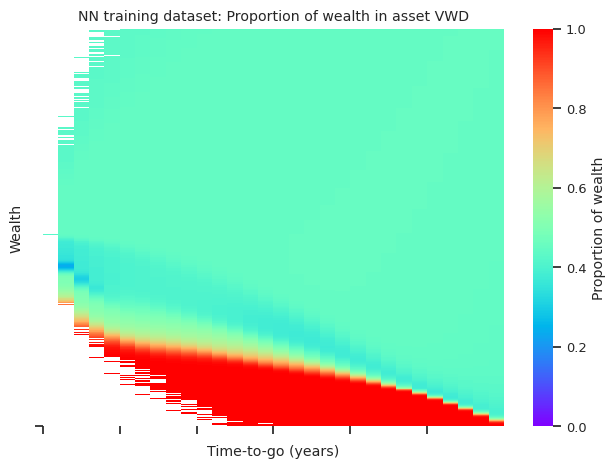 NN training dataset: Proportion of wealth in asset VWD
Wealth
Time-to-go (years)
1.0
0.8
0.6
0.4
0.2
0.0
Proportion of wealth